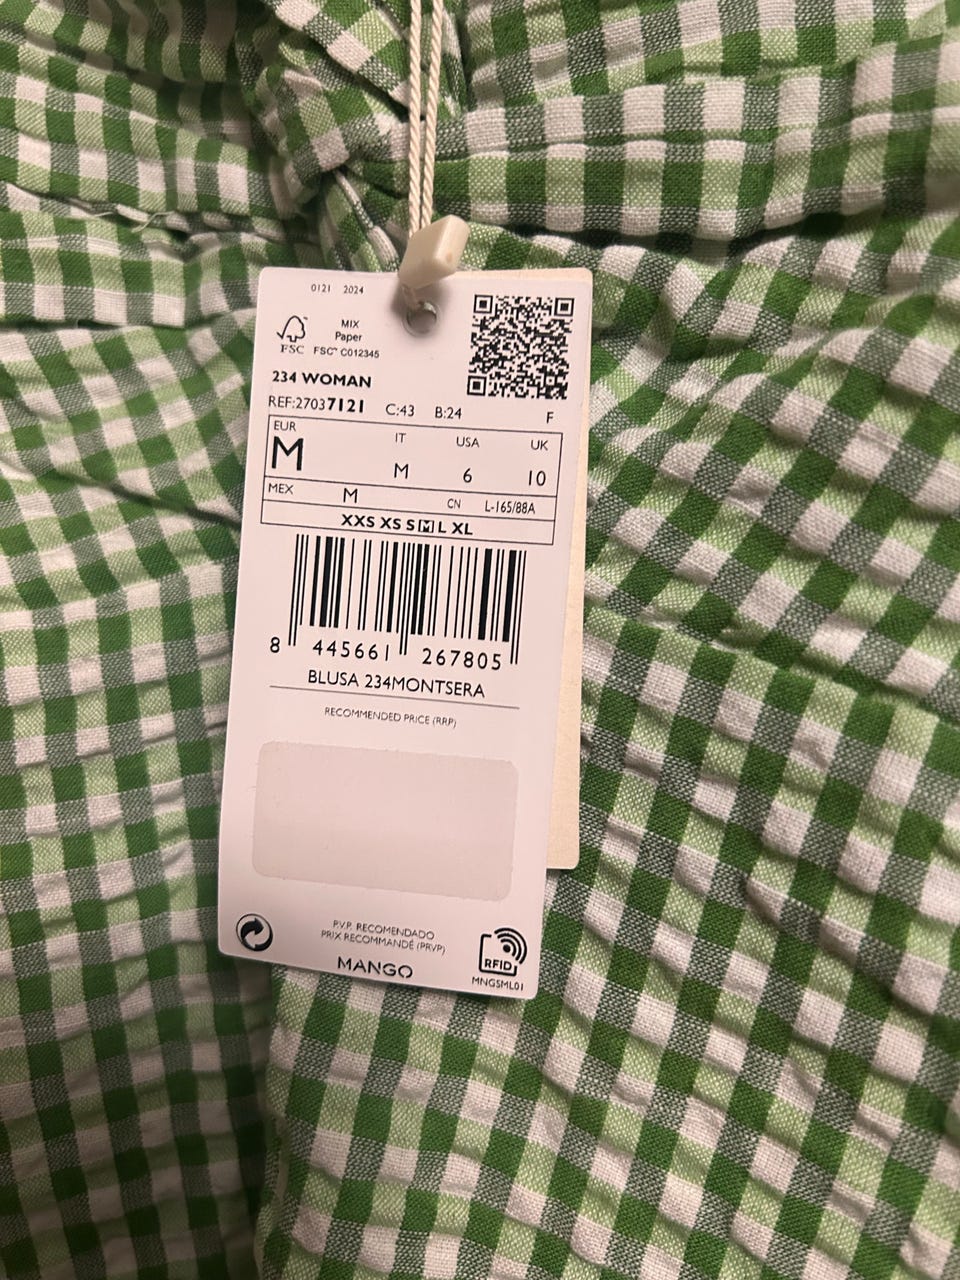 0121 2024
MIX
Paper
FSC™ FSC™ C012345
234 WOMAN
REF:27037121 C:43 B:24 F
EUR IT USA UK
M M 6 10
MEX M CN L-165/88A
XXS XS S M L XL
8 445661 267805
BLUSA 234MONTSERA
RECOMMENDED PRICE (RRP)
P.V.P. RECOMENDADO
PRIX RECOMMANDÉ (PRVP)
MANGO
RFID
MNGSML01